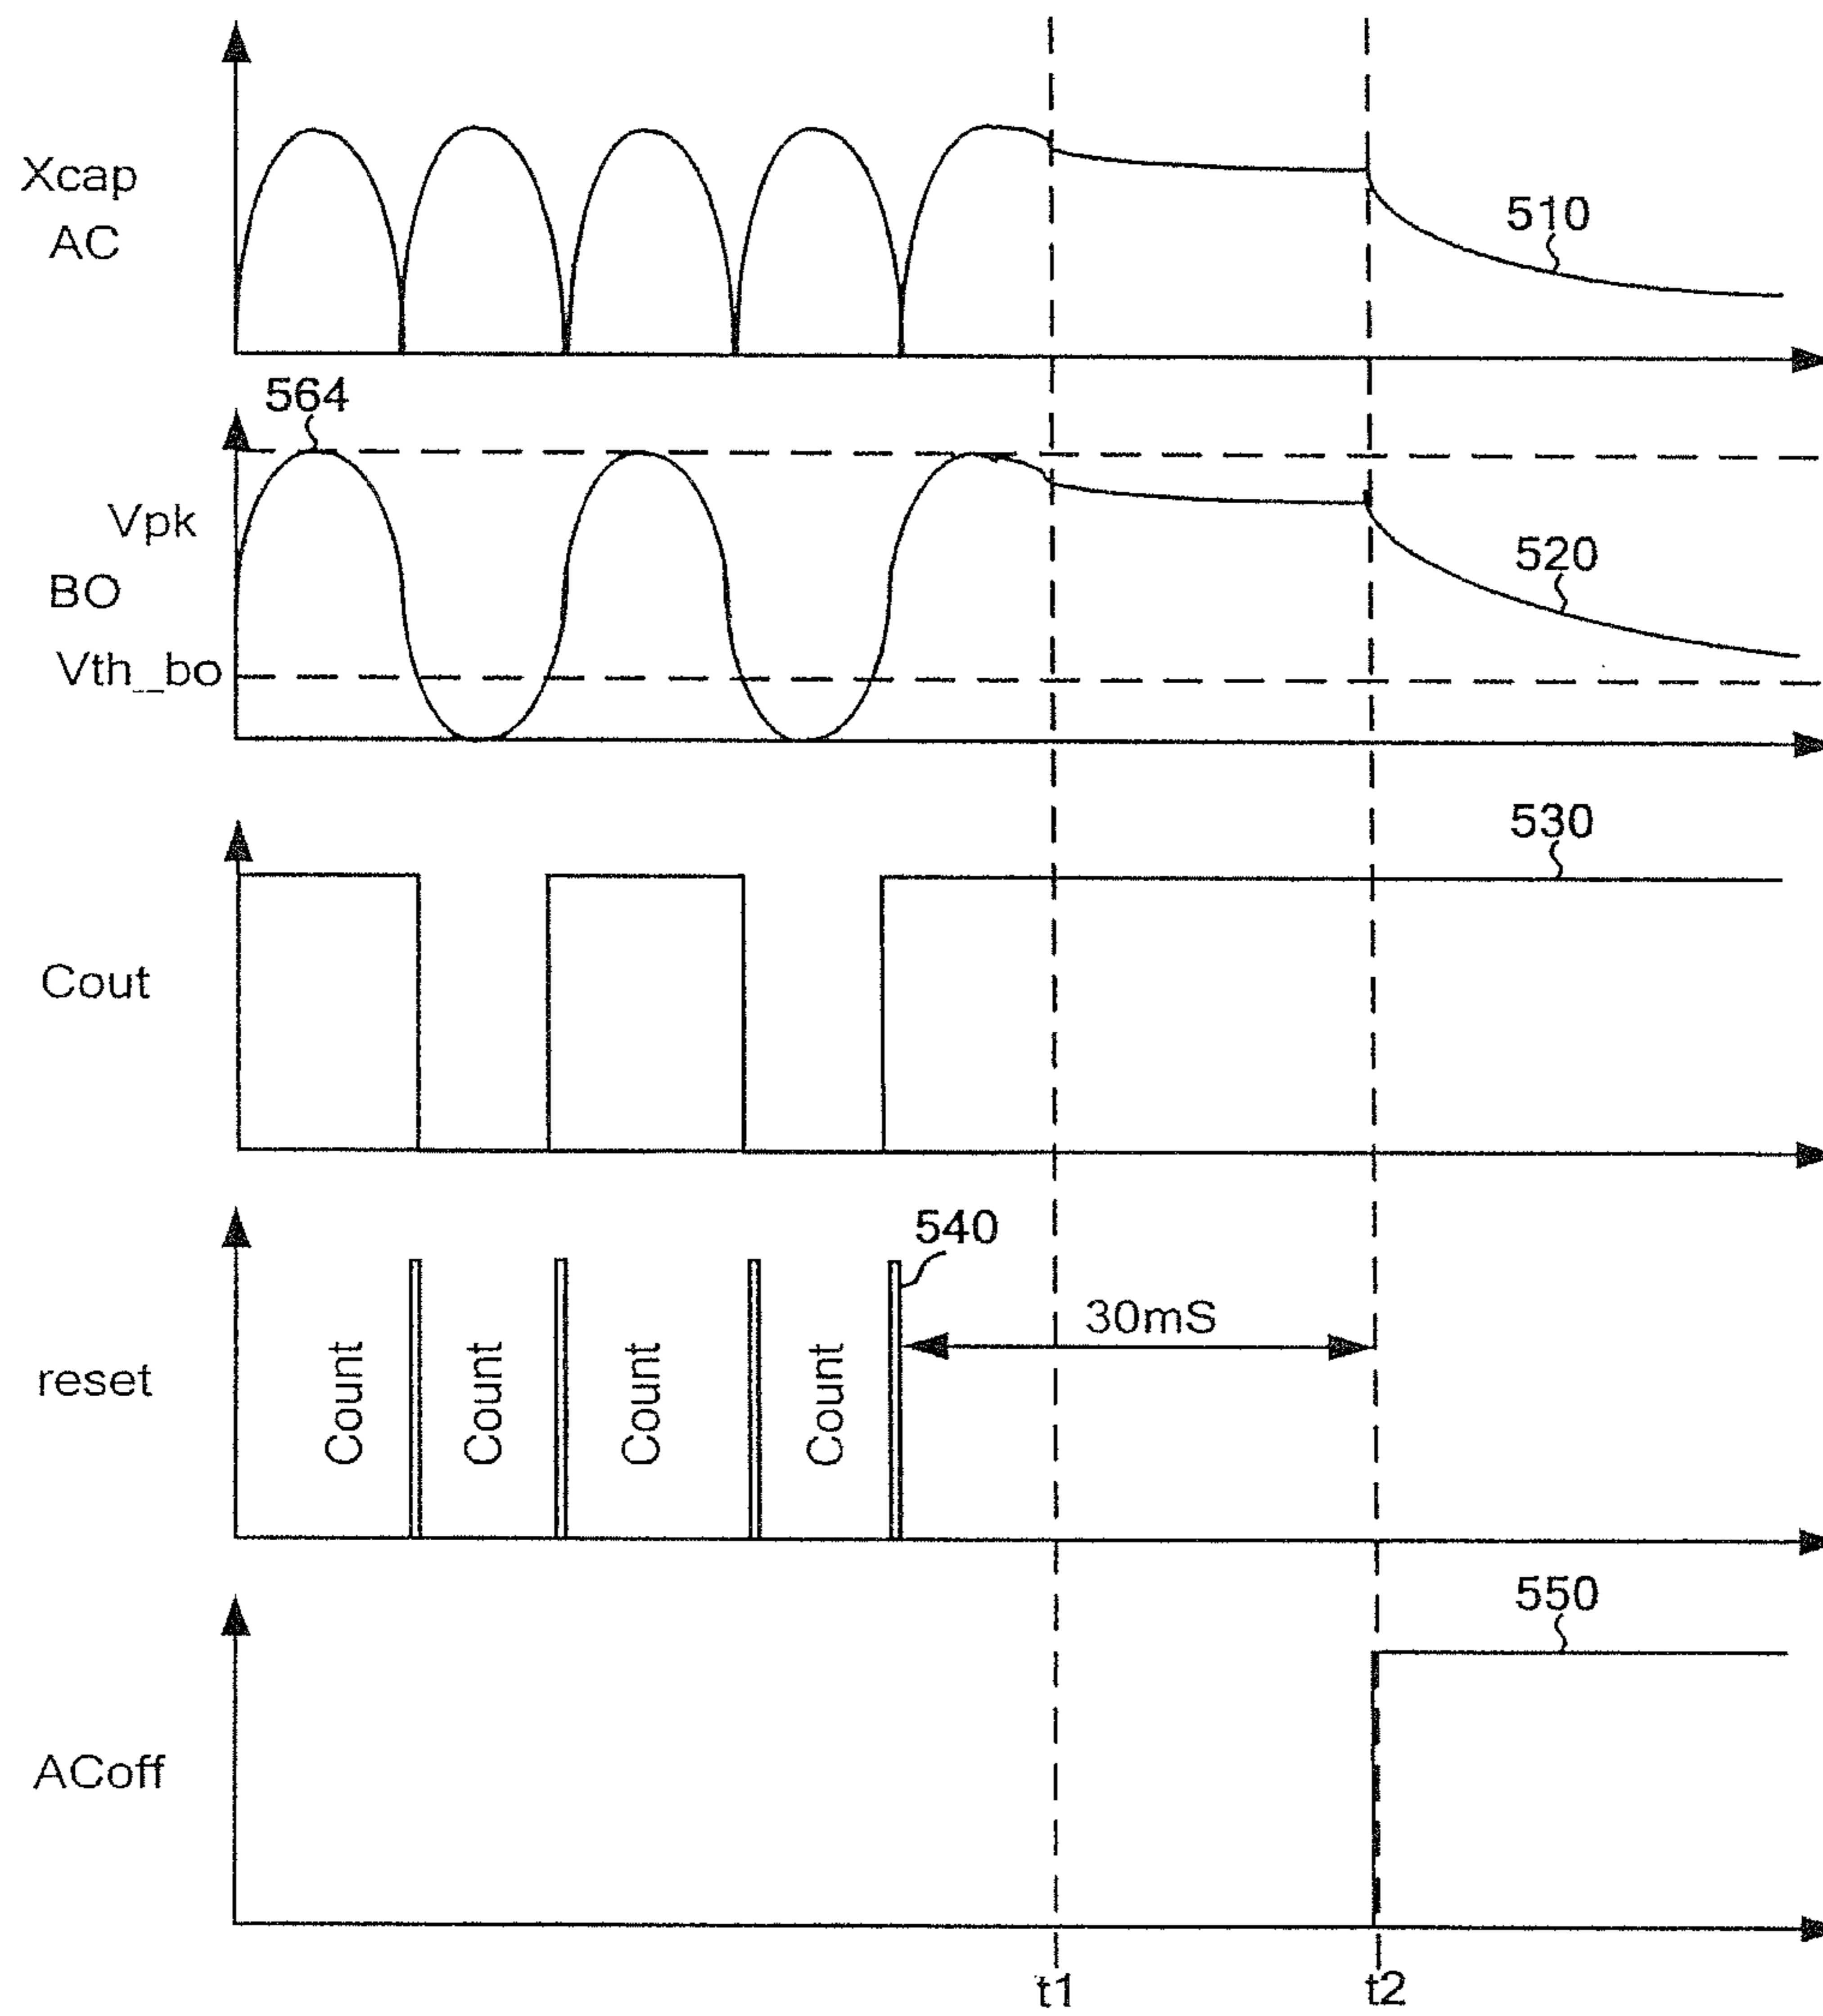 Xcap
AC
510
564
Vpk
BO
Vth_bo
520
530
Cout
540
30mS
reset
Count
Count
Count
Count
550
ACoff
t1
t2